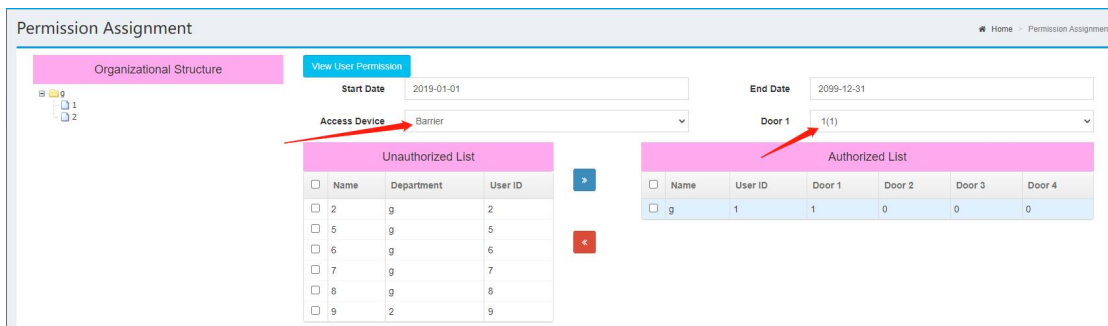 Permission Assignment
Home > Permission Assignmen
Organizational Structure
g
1
2
View User Permission
Start Date 2019-01-01 End Date 2099-12-31
Access Device Barrier Door 1 1(1)
Unauthorized List
Name Department User ID
2 g 2
5 g 5
6 g 6
7 g 7
8 g 8
9 2 9
» 
«
Authorized List
Name User ID Door 1 Door 2 Door 3 Door 4
g 1 1 0 0 0